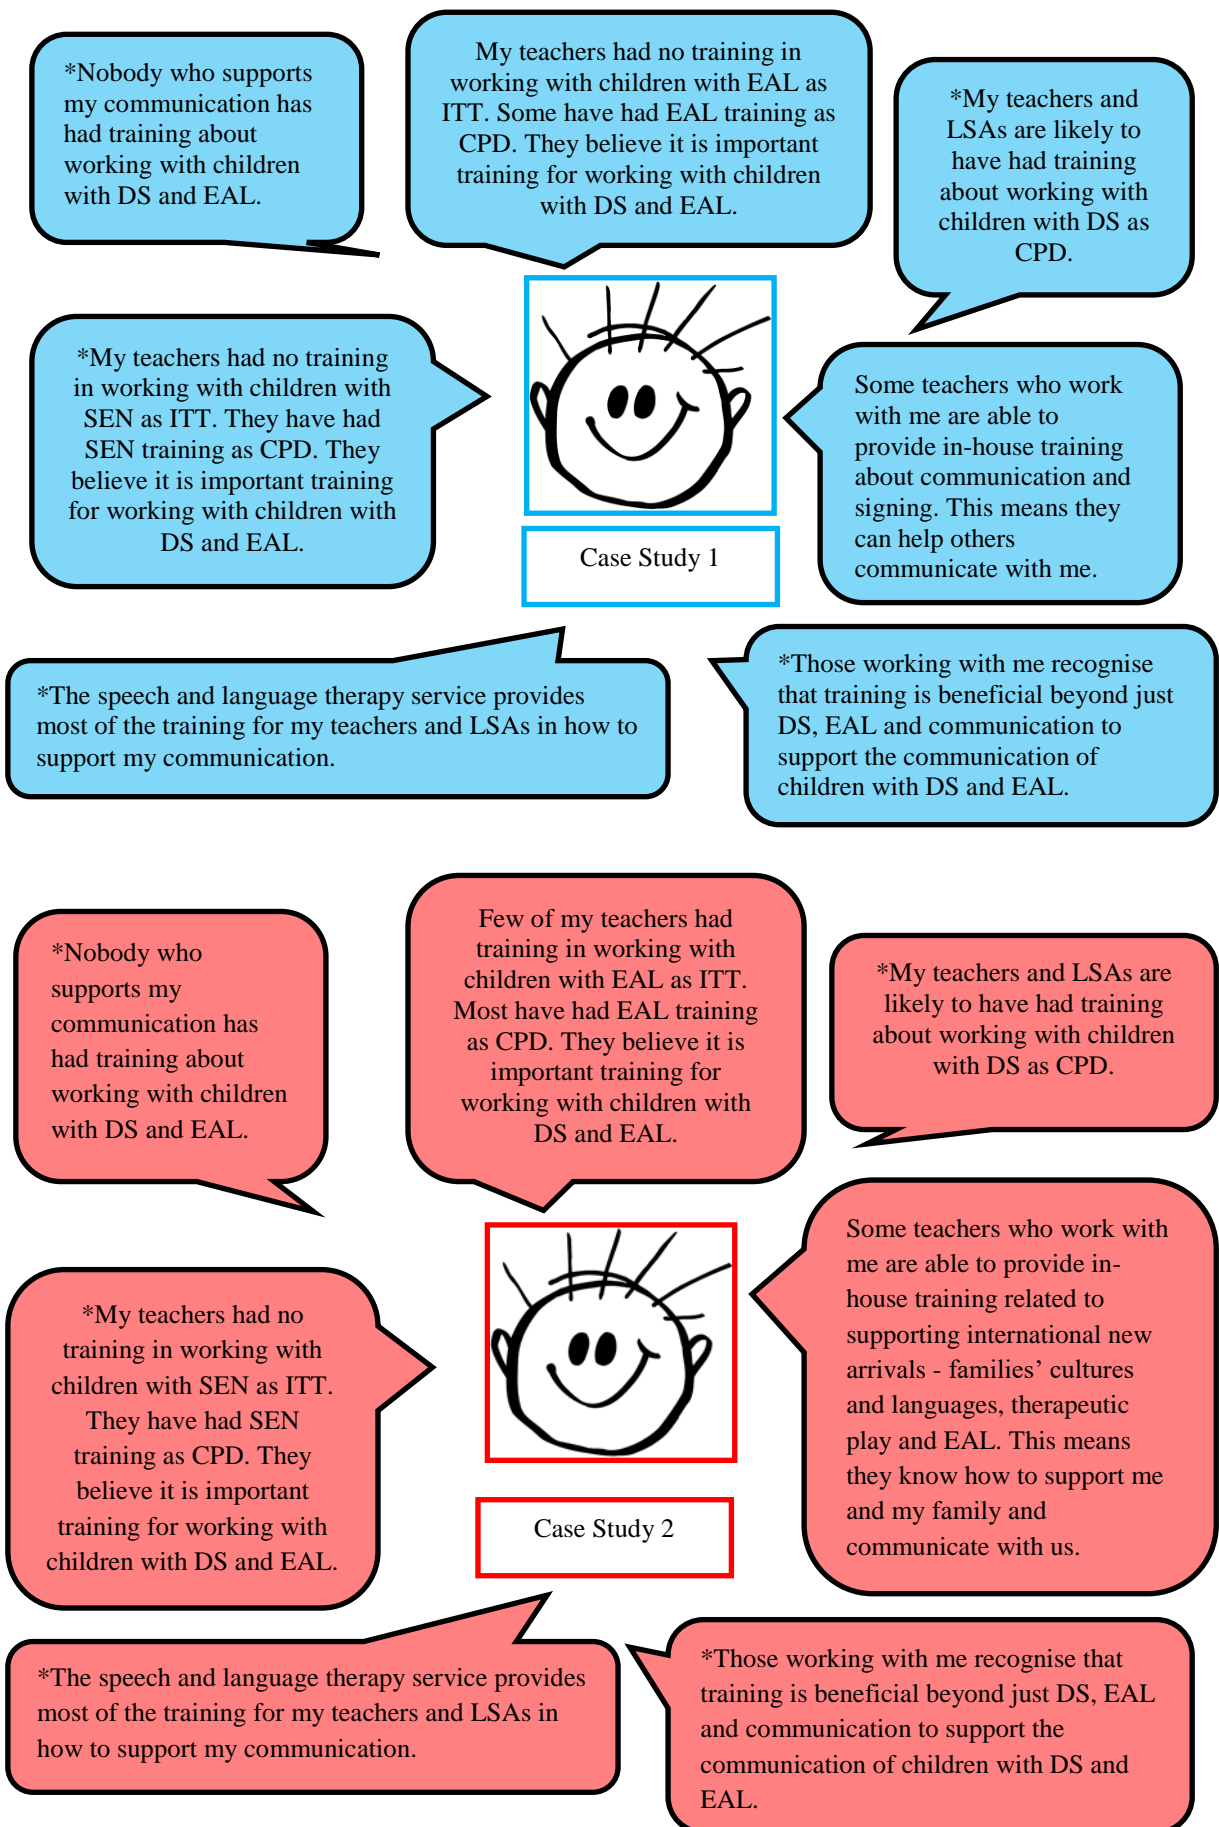 *Nobody who supports
my communication has
had training about
working with children
with DS and EAL.
My teachers had no training in
working with children with EAL as
ITT. Some have had EAL training as
CPD. They believe it is important
training for working with children
with DS and EAL.
*My teachers and
LSAs are likely to
have had training
about working with
children with DS as
CPD.
*My teachers had no training
in working with children with
SEN as ITT. They have had
SEN training as CPD. They
believe it is important training
for working with children with
DS and EAL.
Some teachers who work
with me are able to
provide in-house training
about communication and
signing. This means they
can help others
communicate with me.
Case Study 1
*The speech and language therapy service provides
most of the training for my teachers and LSAs in how to
support my communication.
*Those working with me recognise
that training is beneficial beyond just
DS, EAL and communication to
support the communication of
children with DS and EAL.
*Nobody who
supports my
communication has
had training about
working with children
with DS and EAL.
Few of my teachers had
training in working with
children with EAL as ITT.
Most have had EAL training
as CPD. They believe it is
important training for
working with children with
DS and EAL.
*My teachers and LSAs are
likely to have had training
about working with children
with DS as CPD.
*My teachers had no
training in working with
children with SEN as ITT.
They have had SEN
training as CPD. They
believe it is important
training for working with
children with DS and EAL.
Some teachers who work with
me are able to provide in-
house training related to
supporting international new
arrivals - families’ cultures
and languages, therapeutic
play and EAL. This means
they know how to support me
and my family and
communicate with us.
Case Study 2
*The speech and language therapy service provides
most of the training for my teachers and LSAs in
how to support my communication.
*Those working with me recognise that
training is beneficial beyond just DS, EAL
and communication to support the
communication of children with DS and
EAL.